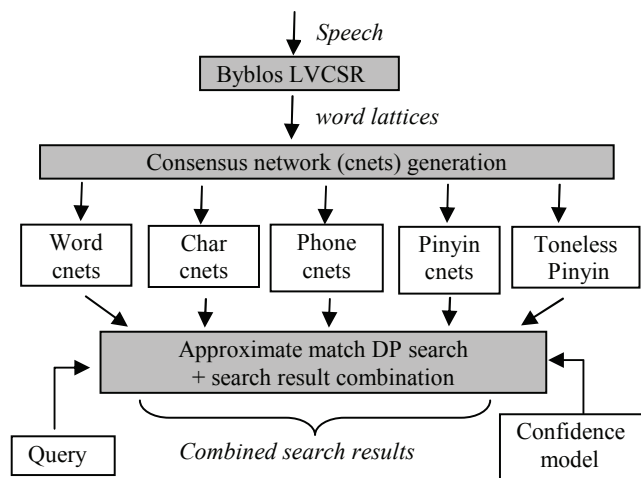 Speech
Byblos LVCSR
word lattices
Consensus network (cnets) generation
Word
cnets
Char
cnets
Phone
cnets
Pinyin
cnets
Toneless
Pinyin
Approximate match DP search
+ search result combination
Query
Combined search results
Confidence
model